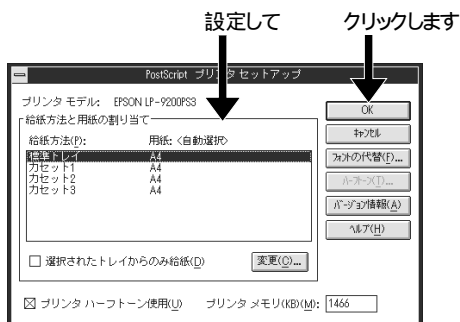 設定して クリックします
PostScript プリンタ セットアップ
プリンタ モデル: EPSON LP-9200PS3
給紙方法と用紙の割り当て
給紙方法(P): 用紙: <自動選択>
標準トレイ A4
カセット1 A4
カセット2 A4
カセット3 A4
選択されたトレイからのみ給紙(D) 変更(C)...
プリンタ ハーフトーン使用(U) プリンタ メモリ(KB)(M): 1466
OK
キャンセル
フォントの代替(F)...
ハーフトーン(T)...
バージョン情報(A)
ヘルプ(H)